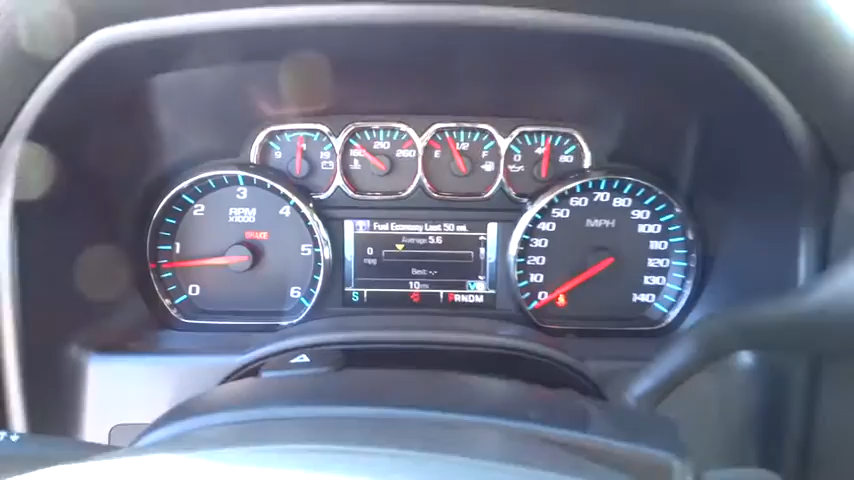 9 19
160 210 260
E 1/2 F
0 40 80
0 1 2 3 4 5 6
RPM
X1000
BRAKE
Fuel Economy Last 50 mi.
Average: 5.6
0
mpg
Best: -.-
10 mi
S
RNDM
0 10 20 30 40 50 60 70 80 90 100 110 120 130 140
MPH